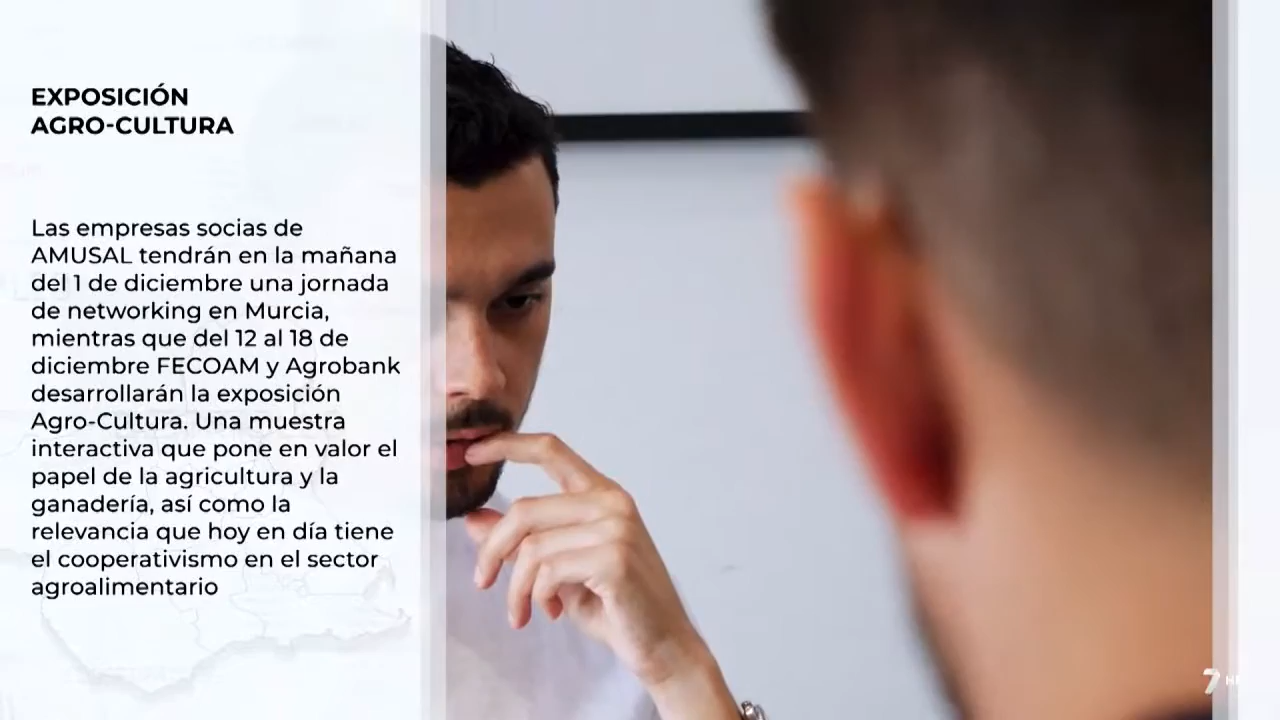 EXPOSICIÓN
AGRO-CULTURA
Las empresas socias de
AMUSAL tendrán en la mañana
del 1 de diciembre una jornada
de networking en Murcia,
mientras que del 12 al 18 de
diciembre FECOAM y Agrobank
desarrollarán la exposición
Agro-Cultura. Una muestra
interactiva que pone en valor el
papel de la agricultura y la
ganadería, así como la
relevancia que hoy en día tiene
el cooperativismo en el sector
agroalimentario
7